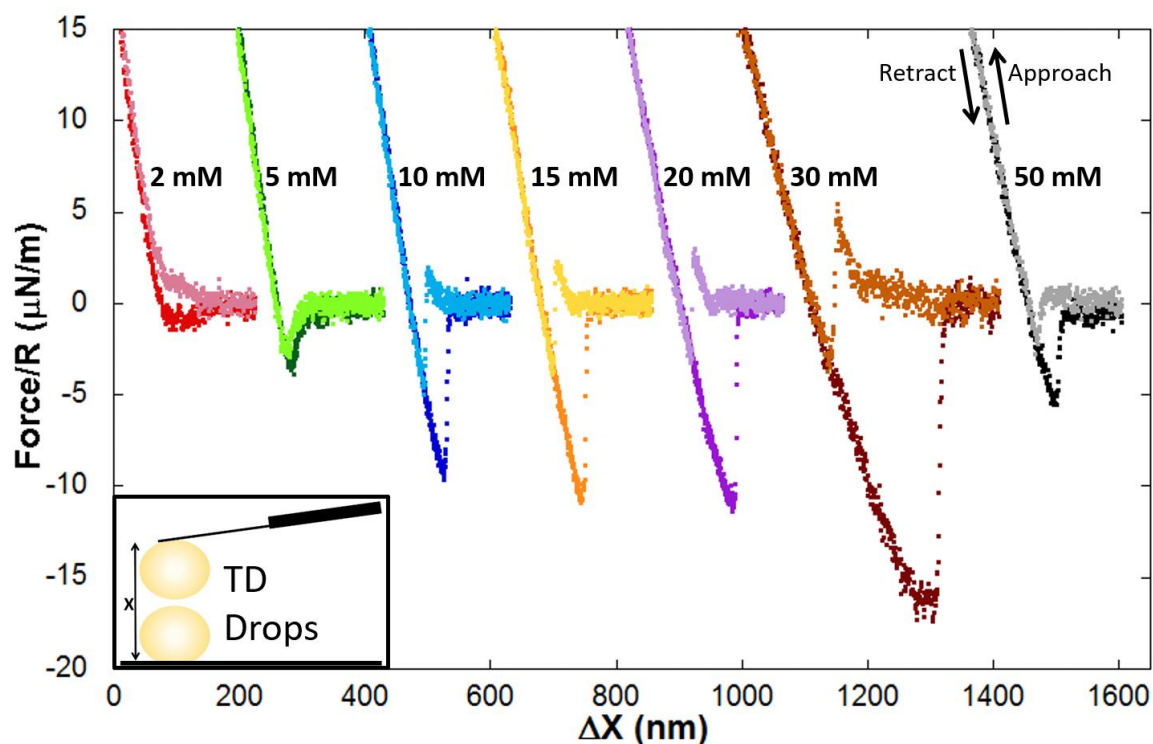 Force/R (µN/m)
15
10
5
0
-5
-10
-15
-20
Retract
Approach
2 mM
5 mM
10 mM
15 mM
20 mM
30 mM
50 mM
X
TD
Drops
0
200
400
600
800
1000
1200
1400
1600
ΔX (nm)